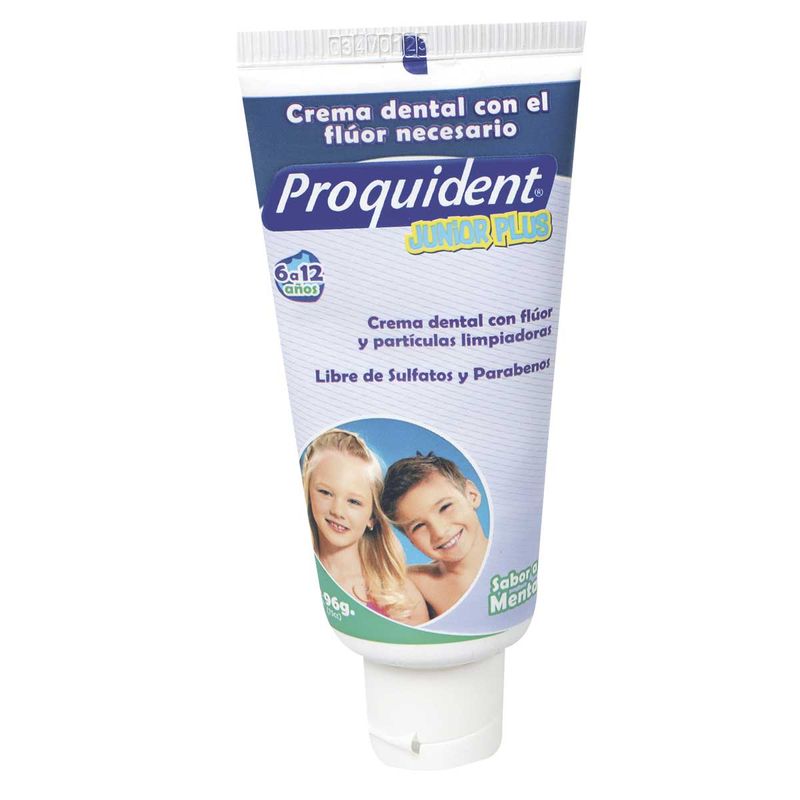 Crema dental con el
flúor necesario
Proquident®
JUNIOR PLUS
6 a 12
años
Crema dental con flúor
y partículas limpiadoras
Libre de Sulfatos y Parabenos
Sabor a
Menta
96g.